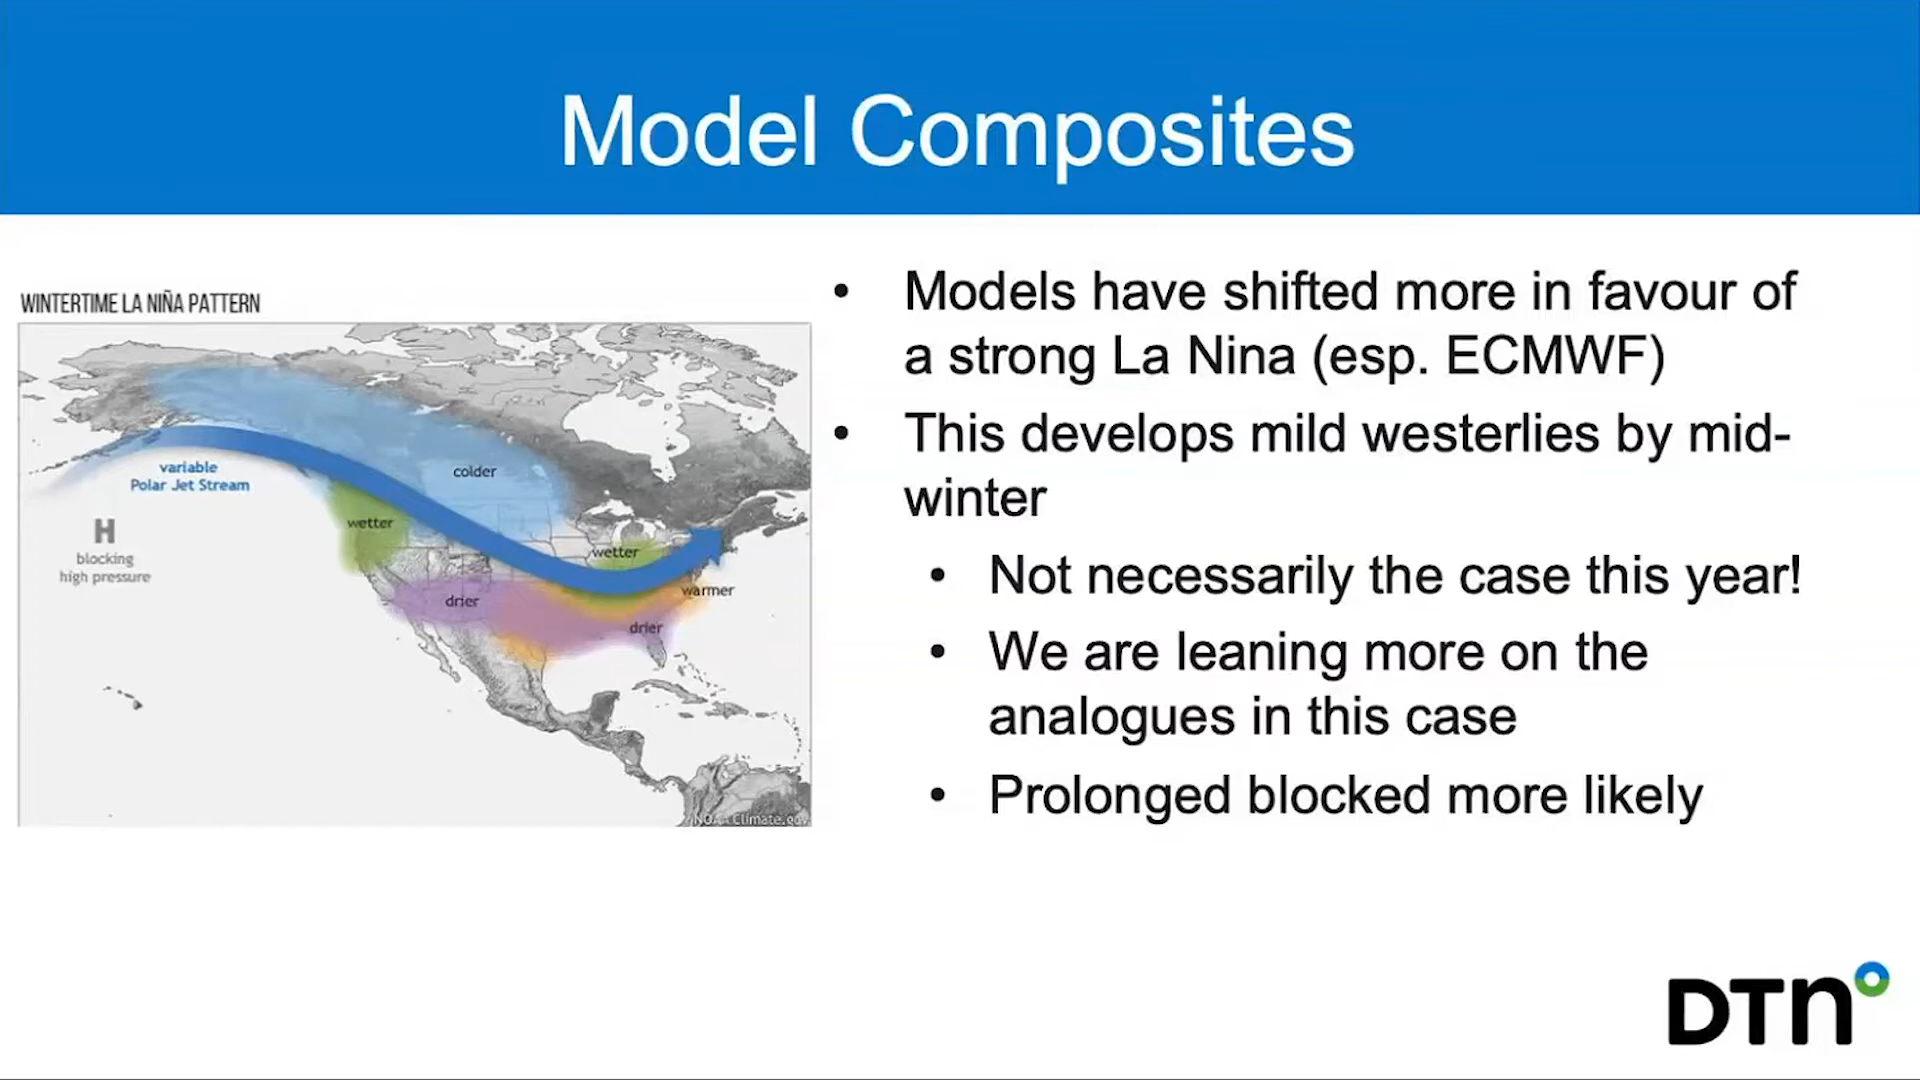 Model Composites
WINTERTIME LA NIÑA PATTERN
variable
Polar Jet Stream
H
blocking
high pressure
colder
wetter
wetter
warmer
drier
drier
Climate.gov
• Models have shifted more in favour of
a strong La Nina (esp. ECMWF)
• This develops mild westerlies by mid-
winter
• Not necessarily the case this year!
• We are leaning more on the
analogues in this case
• Prolonged blocked more likely
DTN